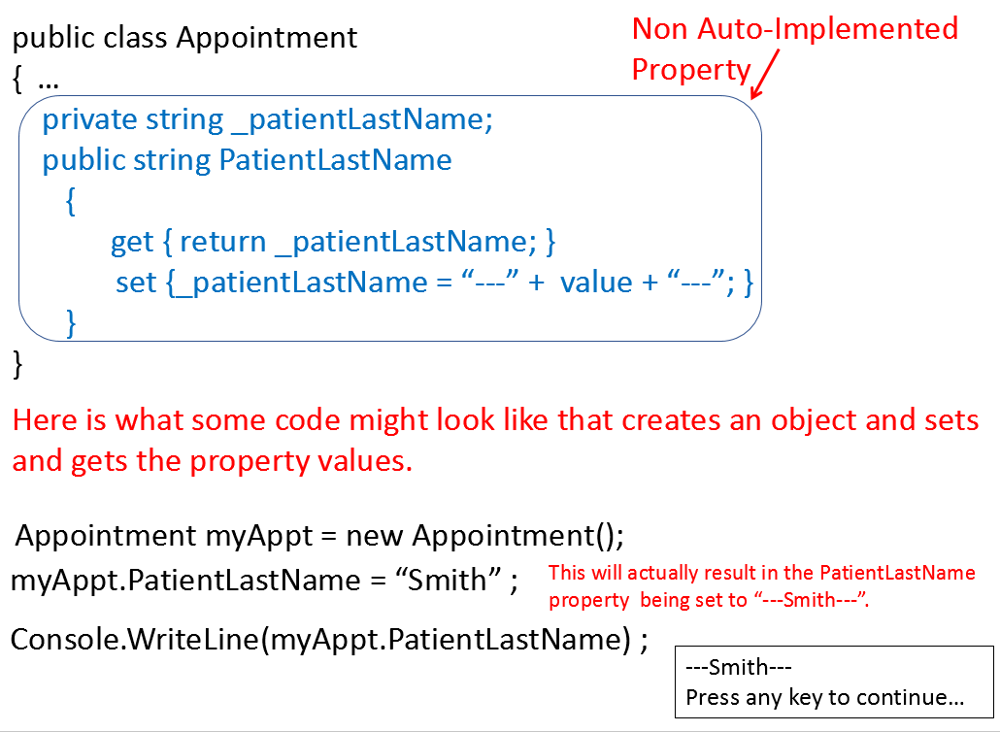 public class Appointment
Non Auto-Implemented
Property
{ …
private string _patientLastName;
public string PatientLastName
{
get { return _patientLastName; }
set {_patientLastName = “---” + value + “---”; }
}
}
Here is what some code might look like that creates an object and sets
and gets the property values.
Appointment myAppt = new Appointment();
myAppt.PatientLastName = “Smith” ;
This will actually result in the PatientLastName
property being set to “---Smith---”.
Console.WriteLine(myAppt.PatientLastName) ;
---Smith---
Press any key to continue…